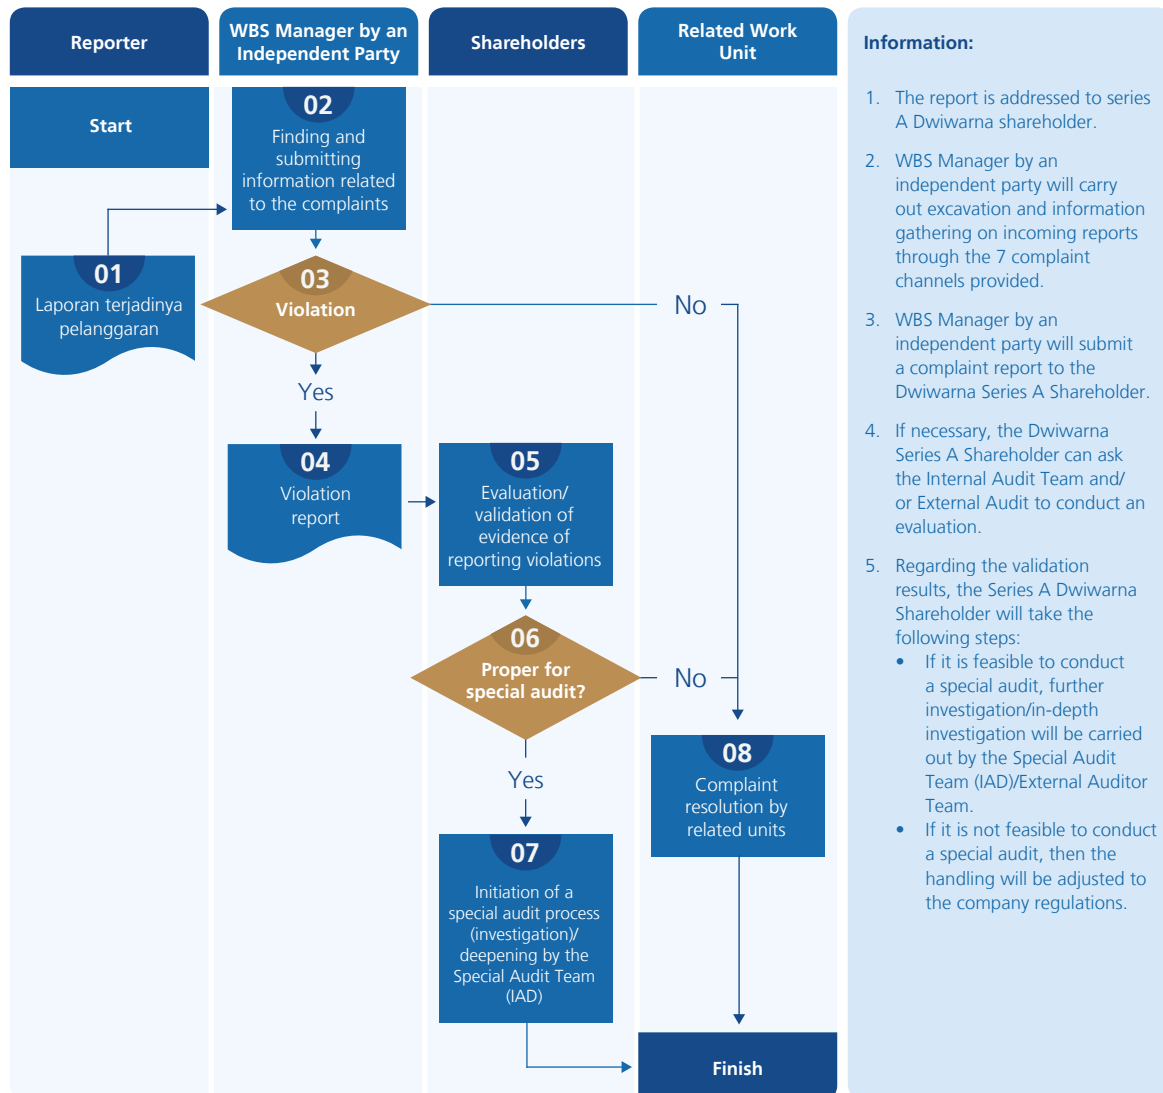 Reporter
WBS Manager by an
Independent Party
Shareholders
Related Work
Unit
Start
01
Laporan terjadinya
pelanggaran
02
Finding and
submitting
information related
to the complaints
03
Violation
No
Yes
04
Violation
report
05
Evaluation/
validation of
evidence of
reporting violations
06
Proper for
special audit?
No
Yes
07
Initiation of a
special audit process
(investigation)/
deepening by the
Special Audit Team
(IAD)
08
Complaint
resolution by
related units
Finish
Information:
1. The report is addressed to series
A Dwiwarna shareholder.
2. WBS Manager by an
independent party will carry
out excavation and information
gathering on incoming reports
through the 7 complaint
channels provided.
3. WBS Manager by an
independent party will submit
a complaint report to the
Dwiwarna Series A Shareholder.
4. If necessary, the Dwiwarna
Series A Shareholder can ask
the Internal Audit Team and/
or External Audit to conduct an
evaluation.
5. Regarding the validation
results, the Series A Dwiwarna
Shareholder will take the
following steps:
• If it is feasible to conduct
a special audit, further
investigation/in-depth
investigation will be carried
out by the Special Audit
Team (IAD)/External Auditor
Team.
• If it is not feasible to conduct
a special audit, then the
handling will be adjusted to
the company regulations.